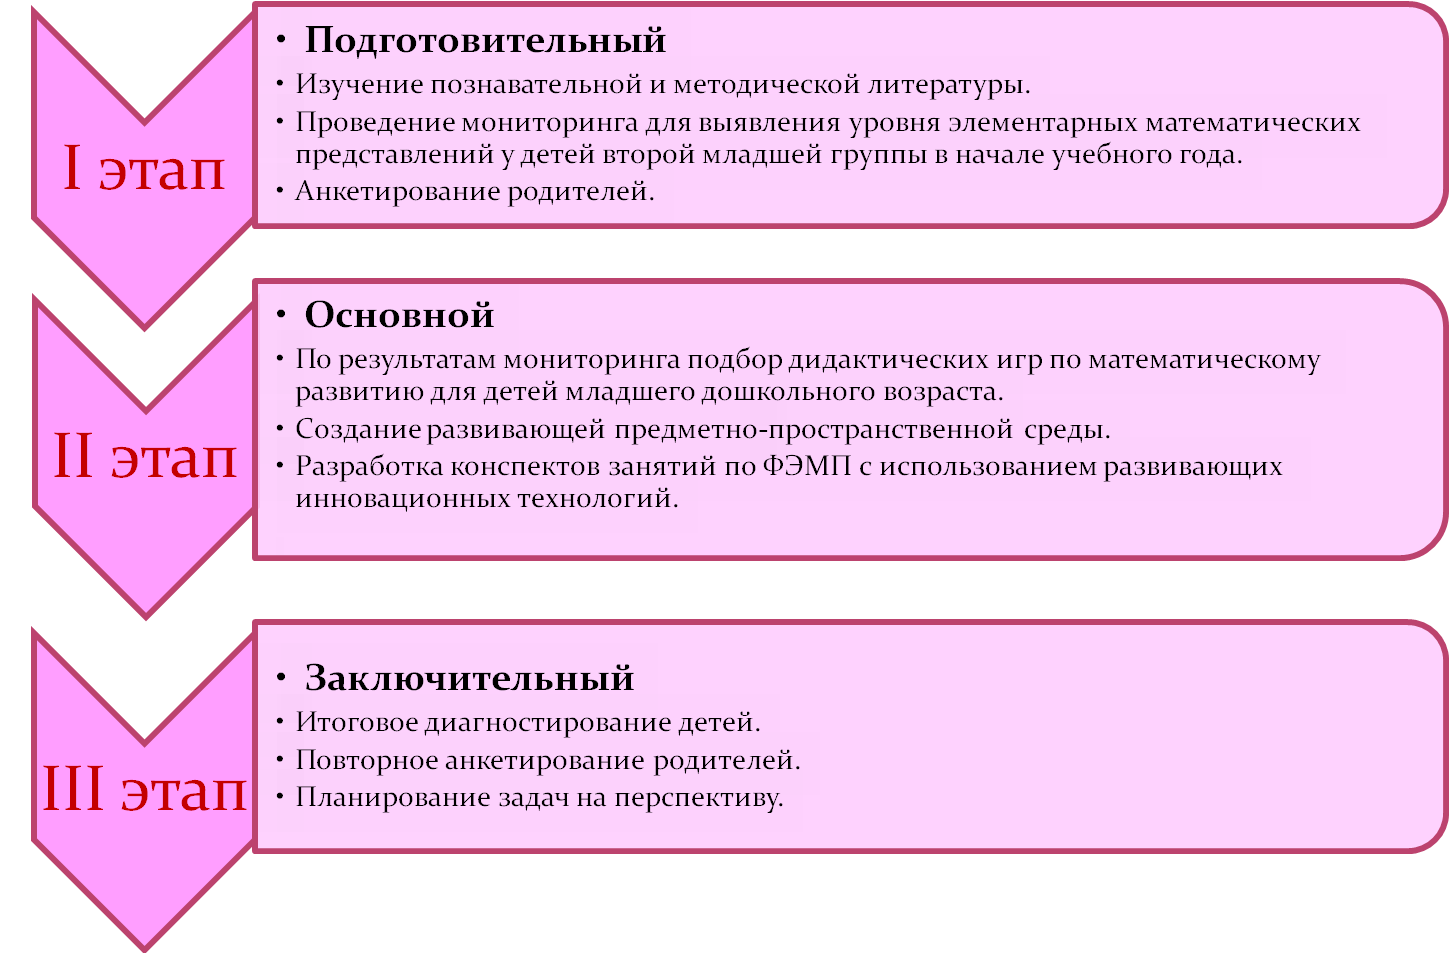 I этап
• Подготовительный
• Изучение познавательной и методической литературы.
• Проведение мониторинга для выявления уровня элементарных математических
представлений у детей второй младшей группы в начале учебного года.
• Анкетирование родителей.
II этап
• Основной
• По результатам мониторинга подбор дидактических игр по математическому
развитию для детей младшего дошкольного возраста.
• Создание развивающей предметно-пространственной среды.
• Разработка конспектов занятий по ФЭМП с использованием развивающих
инновационных технологий.
III этап
• Заключительный
• Итоговое диагностирование детей.
• Повторное анкетирование родителей.
• Планирование задач на перспективу.